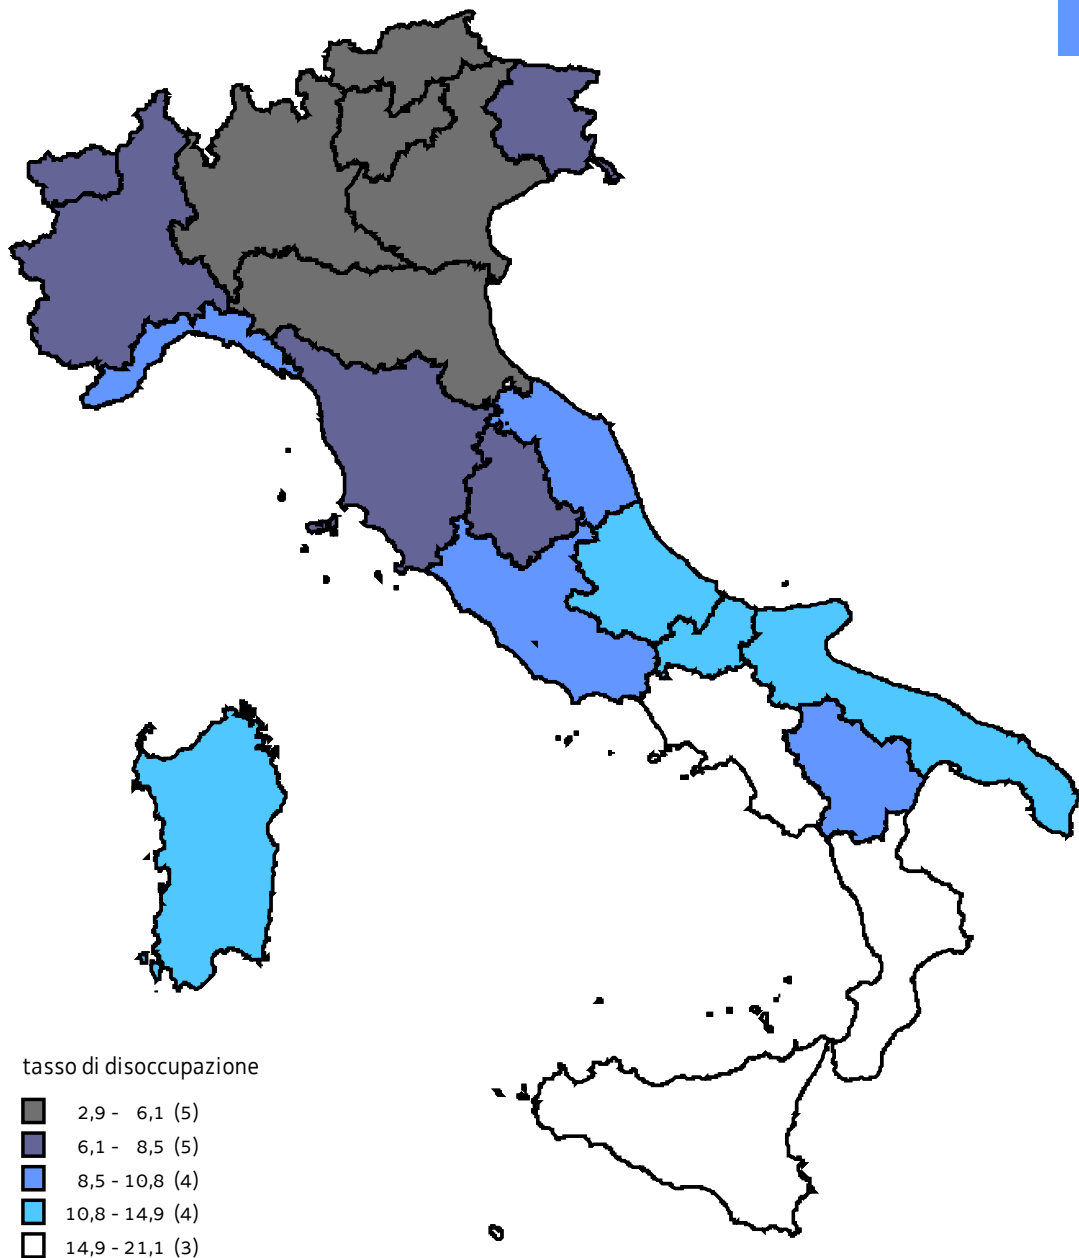 tasso di disoccupazione
2,9 - 6,1 (5)
6,1 - 8,5 (5)
8,5 - 10,8 (4)
10,8 - 14,9 (4)
14,9 - 21,1 (3)